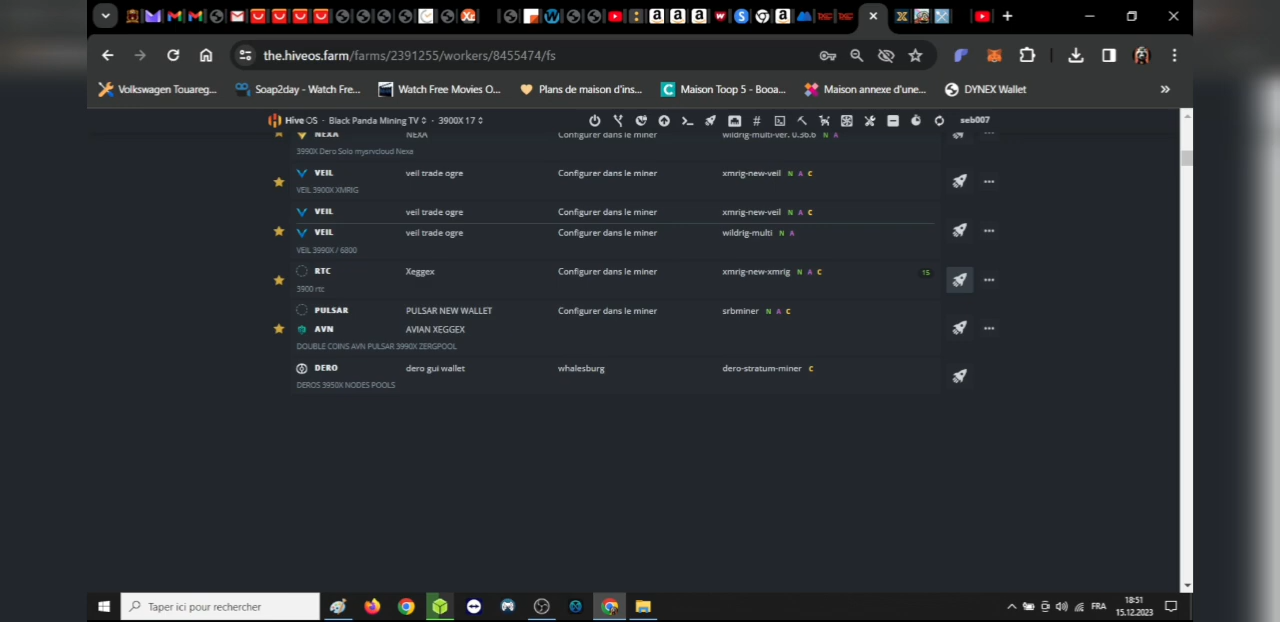 the.hiveos.farm/farms/2391255/workers/8455474/fs
Volkswagen Touareg... Soap2day - Watch Fre... Watch Free Movies O... Plans de maison d'ins... Maison Toop 5 - Booa... Maison annexe d'une... DYNEX Wallet »
Hive OS - Black Panda Mining TV - 3900X 17 seb007
NEXA NEXA Configurer dans le miner wildrig-multi-ver. 0.36.6 N A
3990X Dero Solo mysrvcloud Nexa
VEIL veil trade ogre Configurer dans le miner xmrig-new-veil N A C
VEIL 3900X XMRIG
VEIL veil trade ogre Configurer dans le miner xmrig-new-veil N A C
VEIL veil trade ogre Configurer dans le miner wildrig-multi N A
VEIL 3990X / 6800
RTC Xeggex Configurer dans le miner xmrig-new-xmrig N A C 15
3900 rtc
PULSAR PULSAR NEW WALLET Configurer dans le miner srbminer N A C
AVN AVIAN XEGGEX
DOUBLE COINS AVN PULSAR 3990X ZERGPOOL
DERO dero gui wallet whalesburg dero-stratum-miner C
DEROS 3950X NODES POOLS
Taper ici pour rechercher FRA 18:51
15.12.2023